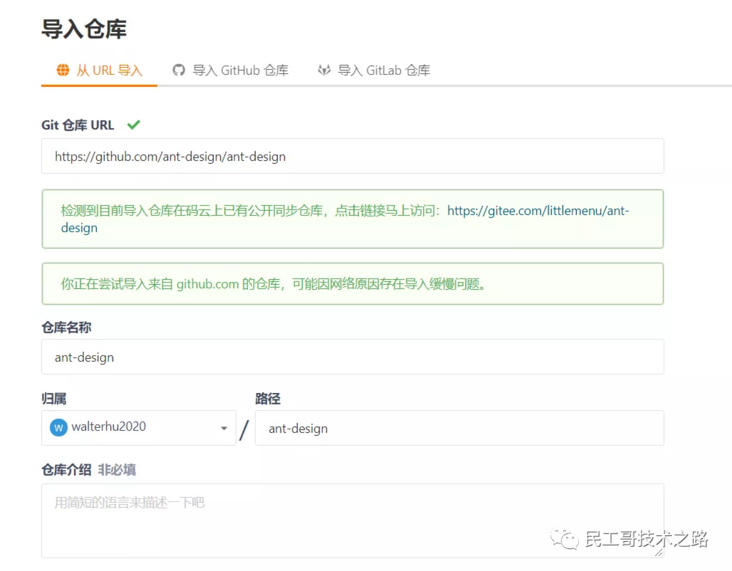 导入仓库
从 URL 导入 导入 GitHub 仓库 导入 GitLab 仓库
Git 仓库 URL
https://github.com/ant-design/ant-design
检测到目前导入仓库在码云上已有公开同步仓库，点击链接马上访问：https://gitee.com/littlemenu/ant-
design
你正在尝试导入来自 github.com 的仓库，可能因网络原因存在导入缓慢问题。
仓库名称
ant-design
归属 路径
W walterhu2020 / ant-design
仓库介绍 非必填
用简短的语言来描述一下吧
民工哥技术之路